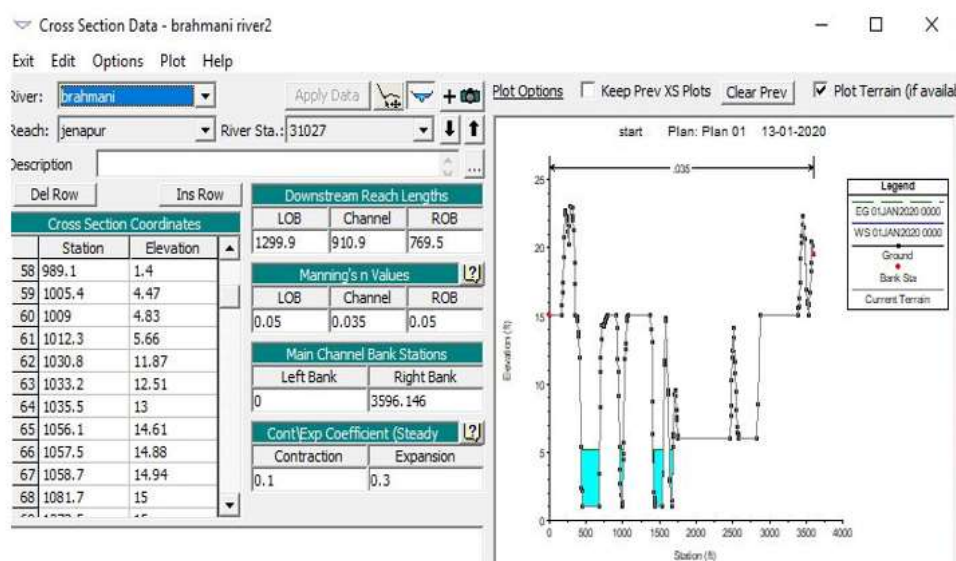 Cross Section Data - brahmani river2
Exit Edit Options Plot Help
River: brahmani Apply Data
Reach: jenapur River Sta.: 31027
Description ...
Del Row Ins Row
Cross Section Coordinates
Station Elevation
58 989.1 1.4
59 1005.4 4.47
60 1009 4.83
61 1012.3 5.66
62 1030.8 11.87
63 1033.2 12.51
64 1035.5 13
65 1056.1 14.61
66 1057.5 14.88
67 1058.7 14.94
68 1081.7 15
Downstream Reach Lengths
LOB Channel ROB
1299.9 910.9 769.5
Manning's n Values
LOB Channel ROB
0.05 0.035 0.05
Main Channel Bank Stations
Left Bank Right Bank
0 3596.146
Cont\Exp Coefficient (Steady
Contraction Expansion
0.1 0.3
Plot Options Keep Prev XS Plots Clear Prev Plot Terrain (if availab
start Plan: Plan 01 13-01-2020
.035
25
20
15
10
5
0
Elevation (ft)
0 500 1000 1500 2000 2500 3000 3500 4000
Station (ft)
Legend
EG 01JAN2020 0000
WS 01JAN2020 0000
Ground
Bank Sta
Current Terrain